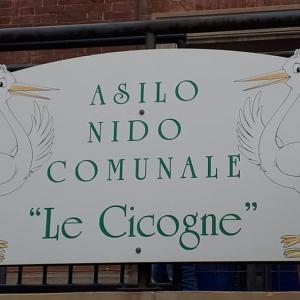 ASILO
NIDO
COMUNALE
"Le Cicogne"